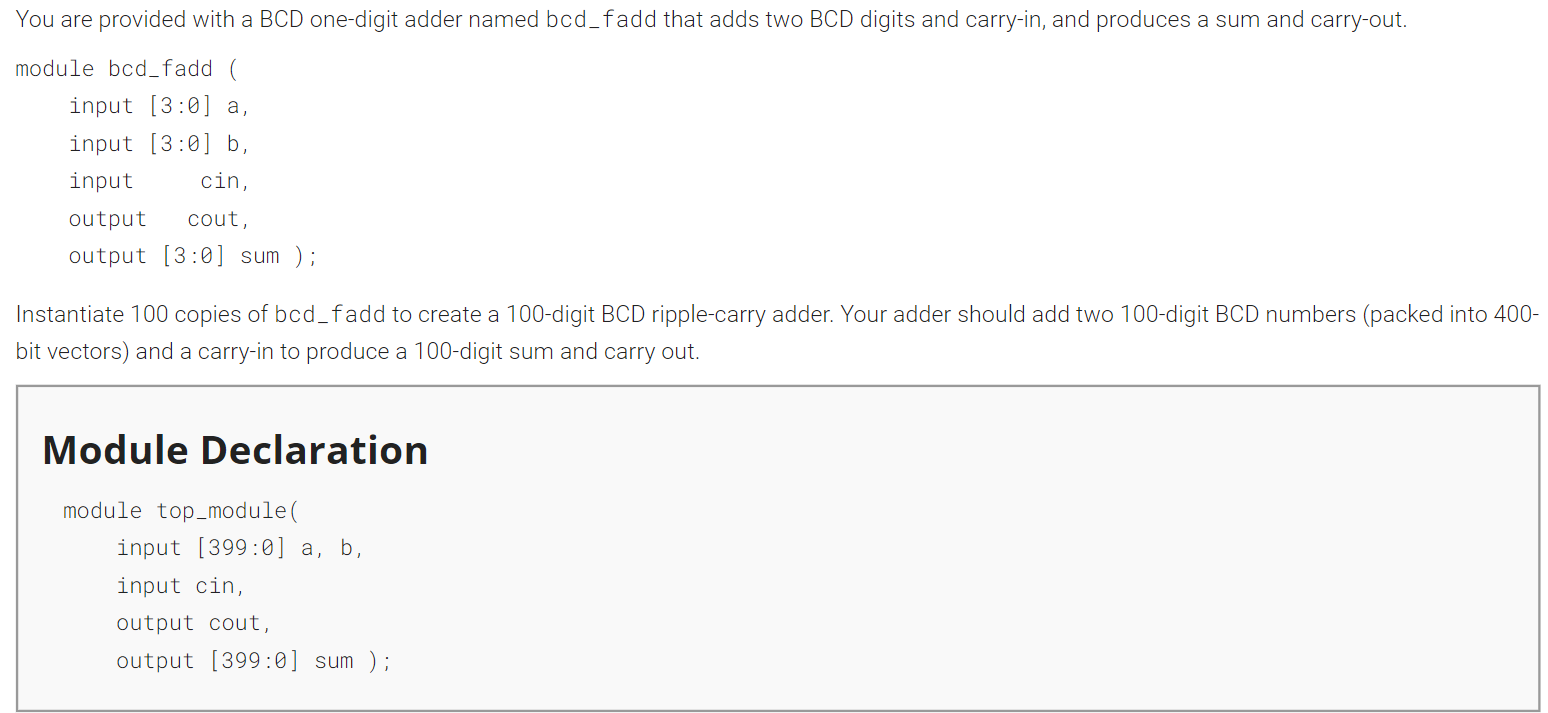 You are provided with a BCD one-digit adder named bcd_fadd that adds two BCD digits and carry-in, and produces a sum and carry-out.
module bcd_fadd (
    input [3:0] a,
    input [3:0] b,
    input     cin,
    output   cout,
    output [3:0] sum );
Instantiate 100 copies of bcd_fadd to create a 100-digit BCD ripple-carry adder. Your adder should add two 100-digit BCD numbers (packed into 400-
bit vectors) and a carry-in to produce a 100-digit sum and carry out.
Module Declaration
module top_module(
    input [399:0] a, b,
    input cin,
    output cout,
    output [399:0] sum );